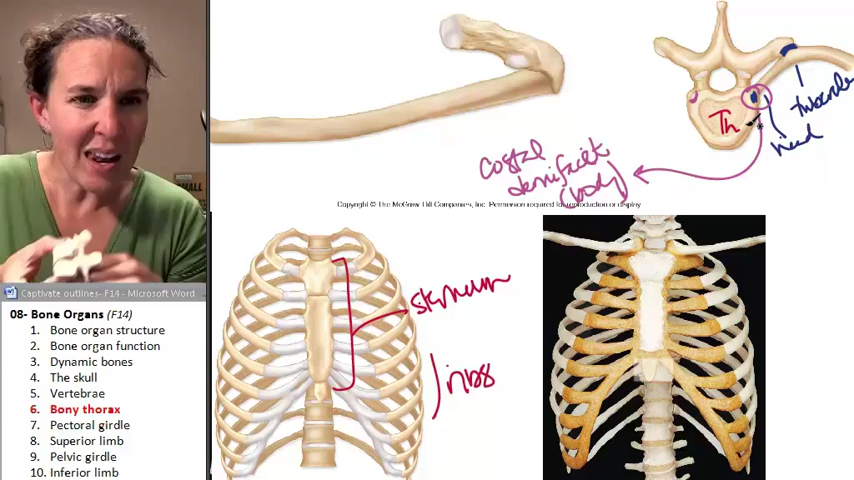 Th
tubercle
head
costal
demifacet
(body)
Copyright © The McGraw Hill Companies, Inc. Permission required for reproduction or display
sternum
ribs
Captivate outlines- F14 - Microsoft Word
08- Bone Organs (F14)
1. Bone organ structure
2. Bone organ function
3. Dynamic bones
4. The skull
5. Vertebrae
6. Bony thorax
7. Pectoral girdle
8. Superior limb
9. Pelvic girdle
10. Inferior limb